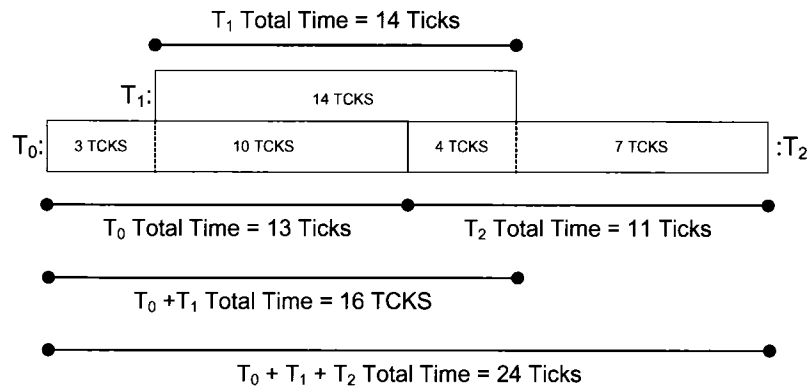 T₁ Total Time = 14 Ticks
T₁:
14 TCKS
T₀:
3 TCKS
10 TCKS
4 TCKS
7 TCKS
:T₂
T₀ Total Time = 13 Ticks
T₂ Total Time = 11 Ticks
T₀ +T₁ Total Time = 16 TCKS
T₀ + T₁ + T₂ Total Time = 24 Ticks